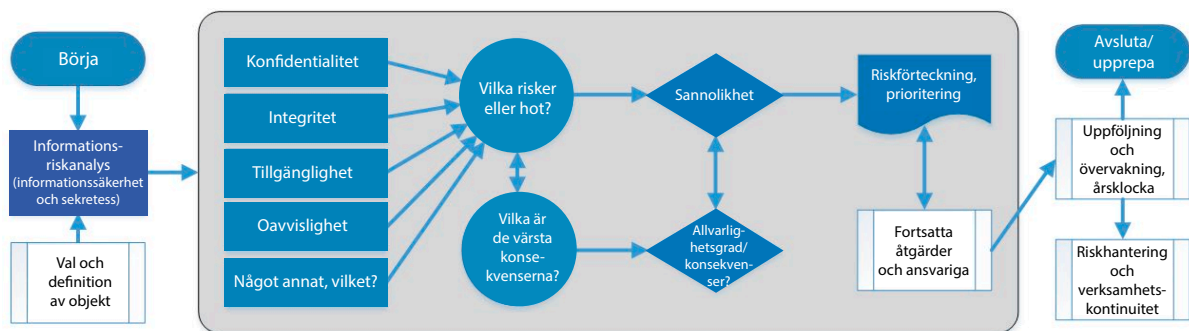 Börja
Informations-
riskanalys
(informationssäkerhet
och sekretess)
Val och
definition
av objekt
Konfidentialitet
Integritet
Tillgänglighet
Oavvislighet
Något annat, vilket?
Vilka risker
eller hot?
Vilka är
de värsta
konse-
kvenserna?
Sannolikhet
Allvarlig-
hetsgrad/
konsekven-
ser?
Riskförteckning,
prioritering
Fortsatta
åtgärder
och ansvariga
Avsluta/
upprepa
Uppföljning
och
övervakning,
årsklocka
Riskhantering
och
verksamhets-
kontinuitet